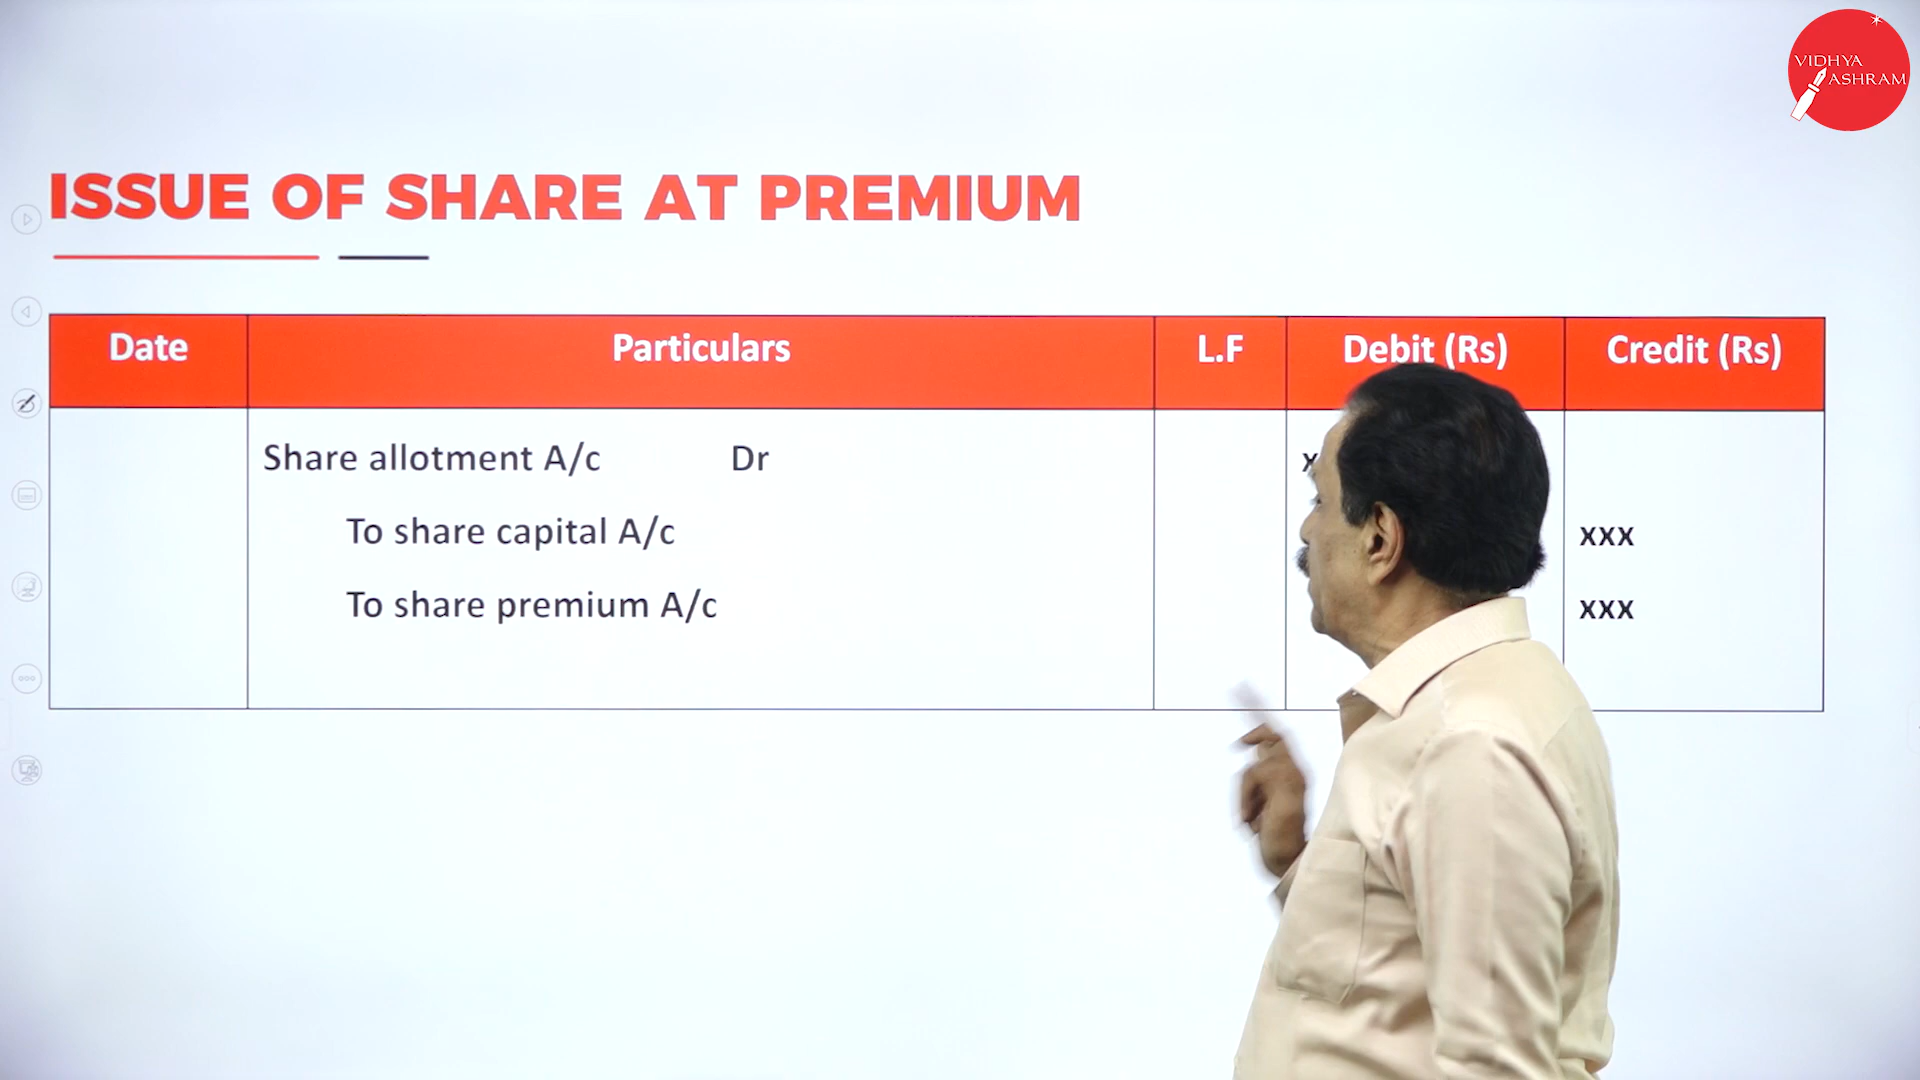 VIDHYA
ASHRAM
ISSUE OF SHARE AT PREMIUM
Date Particulars L.F Debit (Rs) Credit (Rs)
Share allotment A/c Dr
To share capital A/c xxx
To share premium A/c xxx